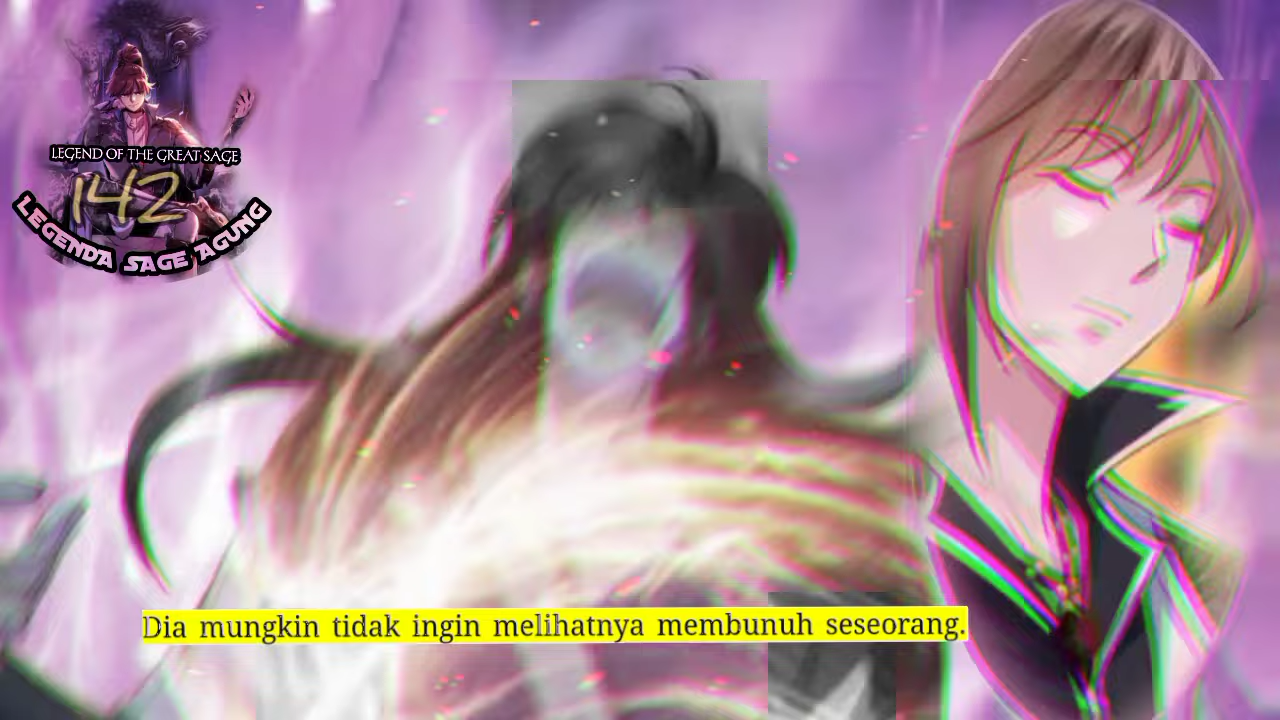 LEGEND OF THE GREAT SAGE
142
LEGENDA SAGE AGUNG
Dia mungkin tidak ingin melihatnya membunuh seseorang.